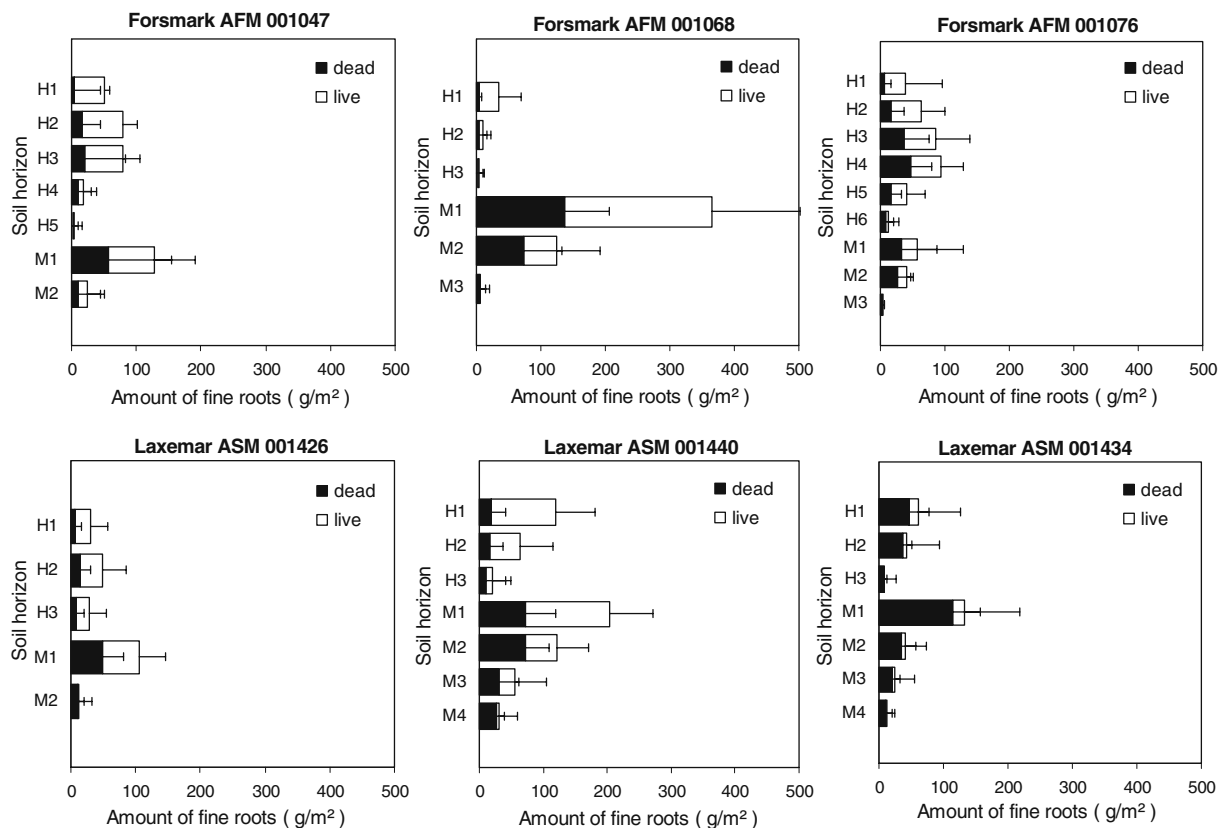 Forsmark AFM 001047
dead
live
H1
H2
H3
H4
H5
M1
M2
Soil horizon
0 100 200 300 400 500
Amount of fine roots ( g/m² )
Forsmark AFM 001068
dead
live
H1
H2
H3
M1
M2
M3
Soil horizon
0 100 200 300 400 500
Amount of fine roots ( g/m² )
Forsmark AFM 001076
dead
live
H1
H2
H3
H4
H5
H6
M1
M2
M3
Soil horizon
0 100 200 300 400 500
Amount of fine roots ( g/m² )
Laxemar ASM 001426
dead
live
H1
H2
H3
M1
M2
Soil horizon
0 100 200 300 400 500
Amount of fine roots ( g/m² )
Laxemar ASM 001440
dead
live
H1
H2
H3
M1
M2
M3
M4
Soil horizon
0 100 200 300 400 500
Amount of fine roots ( g/m² )
Laxemar ASM 001434
dead
live
H1
H2
H3
M1
M2
M3
M4
Soil horizon
0 100 200 300 400 500
Amount of fine roots ( g/m² )